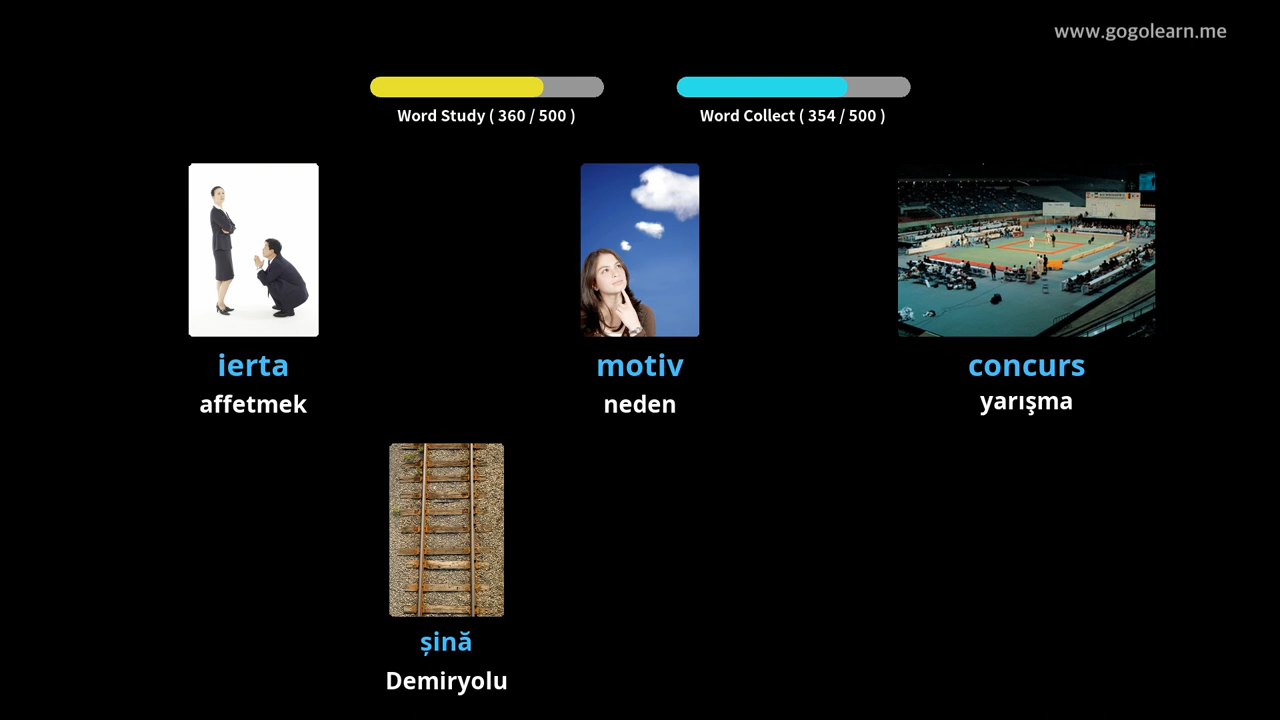 www.gogolearn.me
Word Study ( 360 / 500 )
Word Collect ( 354 / 500 )
ierta
motiv
concurs
affetmek
neden
yarışma
șină
Demiryolu